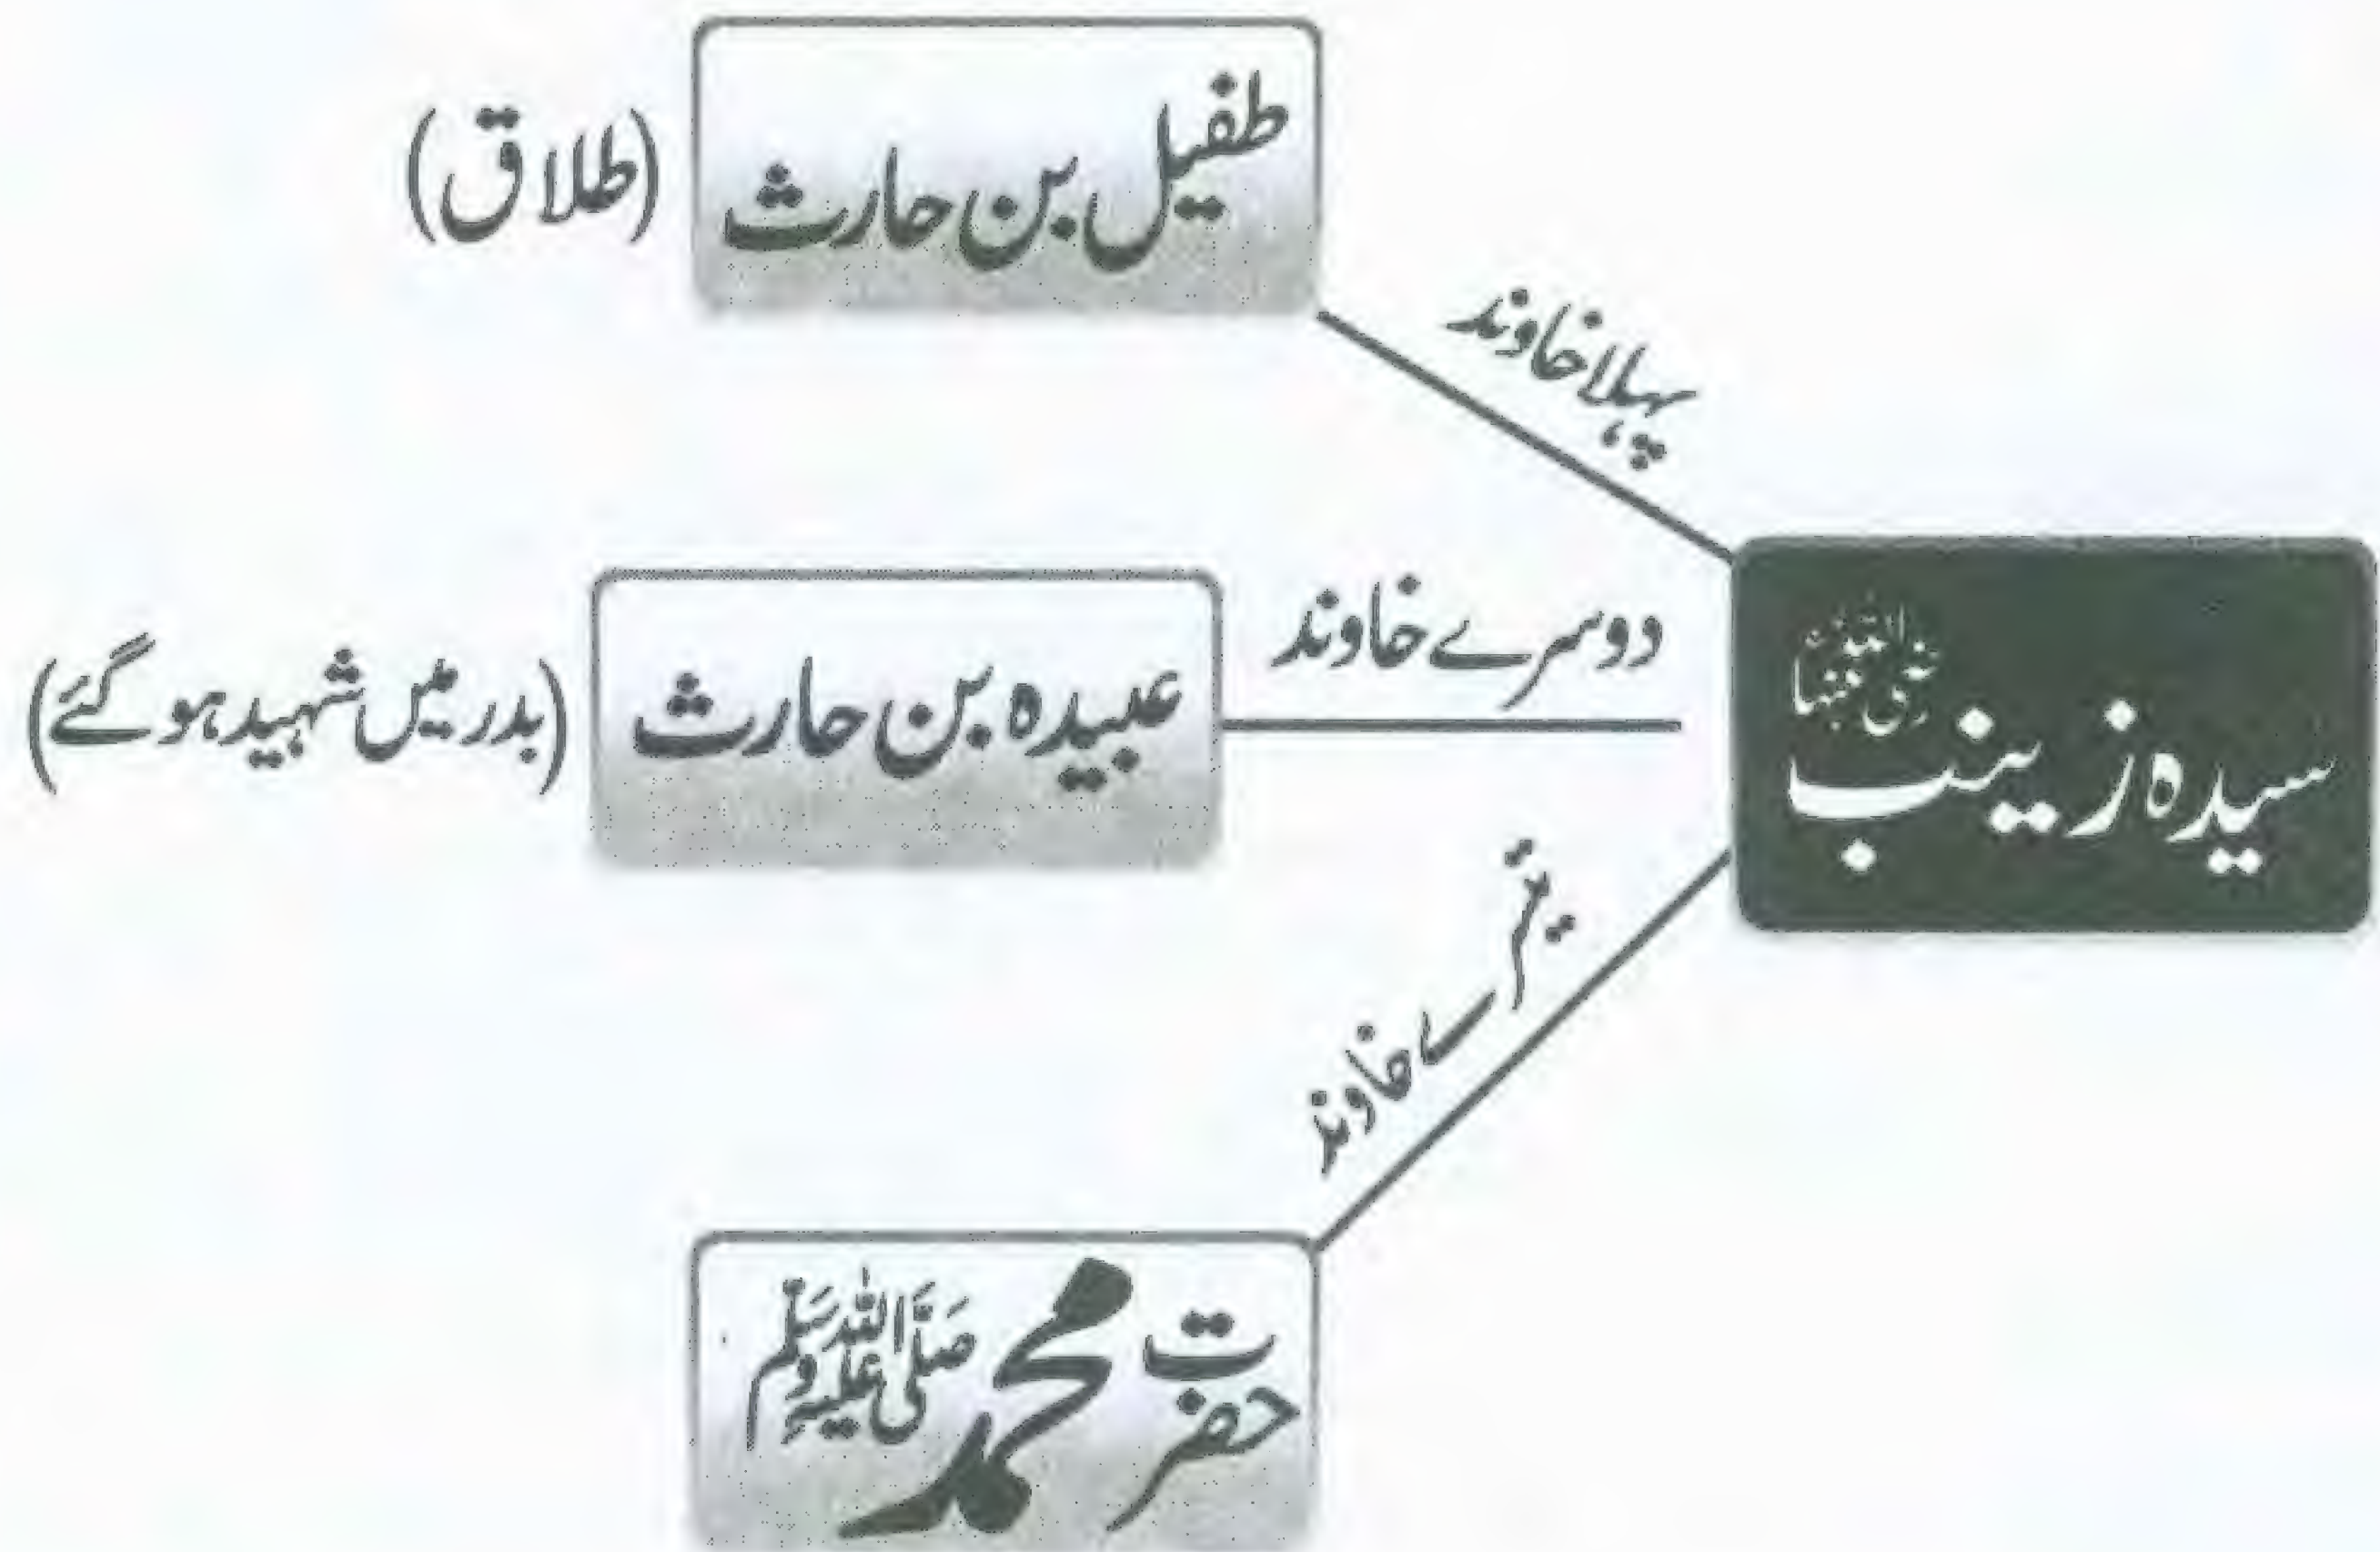 طفیل بن حارث
(طلاق)
پہلا خاوند
سیدہ زینب رضی اللہ عنہا
دوسرے خاوند
عبیدہ بن حارث
(بدر میں شہید ہو گئے)
تیسرے خاوند
حضرت محمد صلی اللہ علیہ وسلم